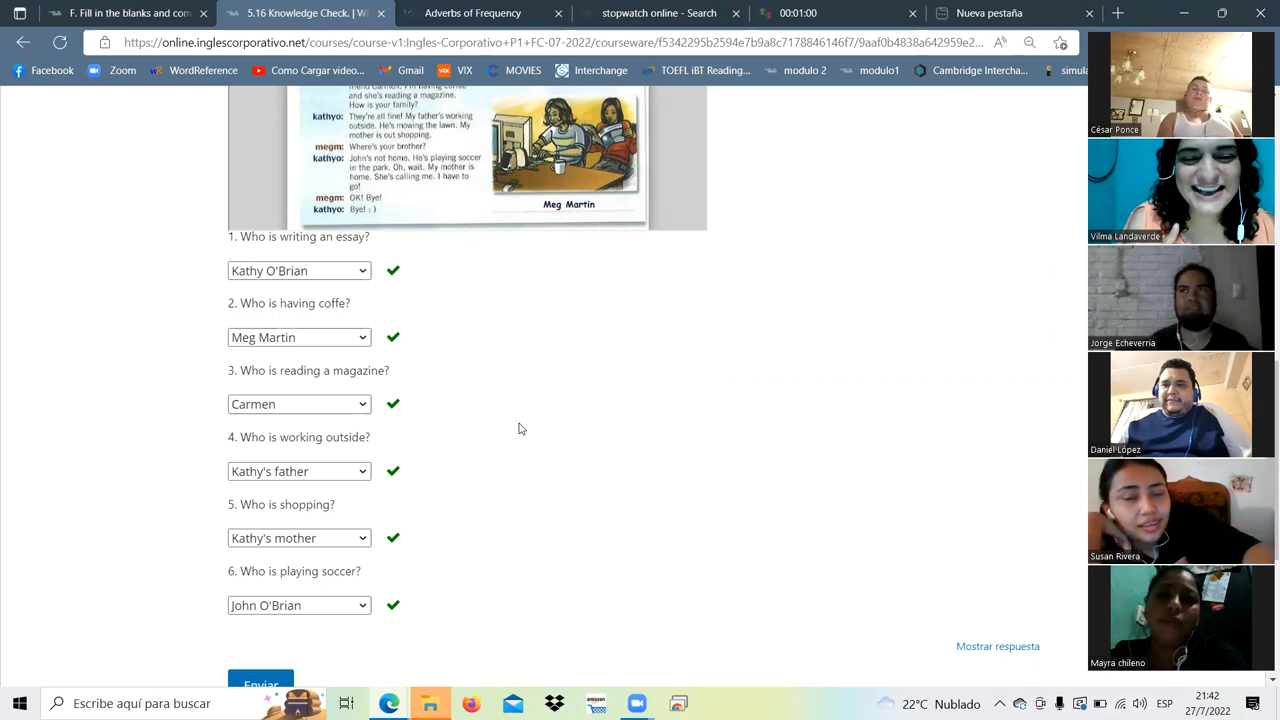 F. Fill in the blank with
5.16 - Knowledge
Adverbs of Frequency
stopwatch online - Search
00:01:00
Nueva pestaña
https://online.inglescorporativo.net/courses/course-v1:Ingles-Corporativo+P1+FC-07-2022/courseware/f5342295b2594e7b9a8c7178846146f7/9aaf0b4838a642959e2...
Facebook
Zoom
WordReference
Como Cargar video...
Gmail
VIX
MOVIES
Interchange
TOEFL iBT Reading...
modulo 2
modulo1
Cambridge Intercha...
simula
friend Carmen. I'm having coffee
and she's reading a magazine.
How is your family?
kathyo: They're all fine! My father's working
outside. He's mowing the lawn. My
mother is out shopping.
megm: Where's your brother?
kathyo: John's not home. He's playing soccer
in the park. Oh, wait. My mother is
home. She's calling me. I have to
go!
megm: OK! Bye!
kathyo: Bye! : )
Meg Martin
1. Who is writing an essay?
Kathy O'Brian
2. Who is having coffe?
Meg Martin
3. Who is reading a magazine?
Carmen
4. Who is working outside?
Kathy's father
5. Who is shopping?
Kathy's mother
6. Who is playing soccer?
John O'Brian
Mostrar respuesta
Enviar
César Ponce
Vilma Landaverde
Jorge Echeverria
Daniel López
Susan Rivera
Mayra chileno
Escribe aquí para buscar
amazon
22°C Nublado
ESP
21:42
27/7/2022